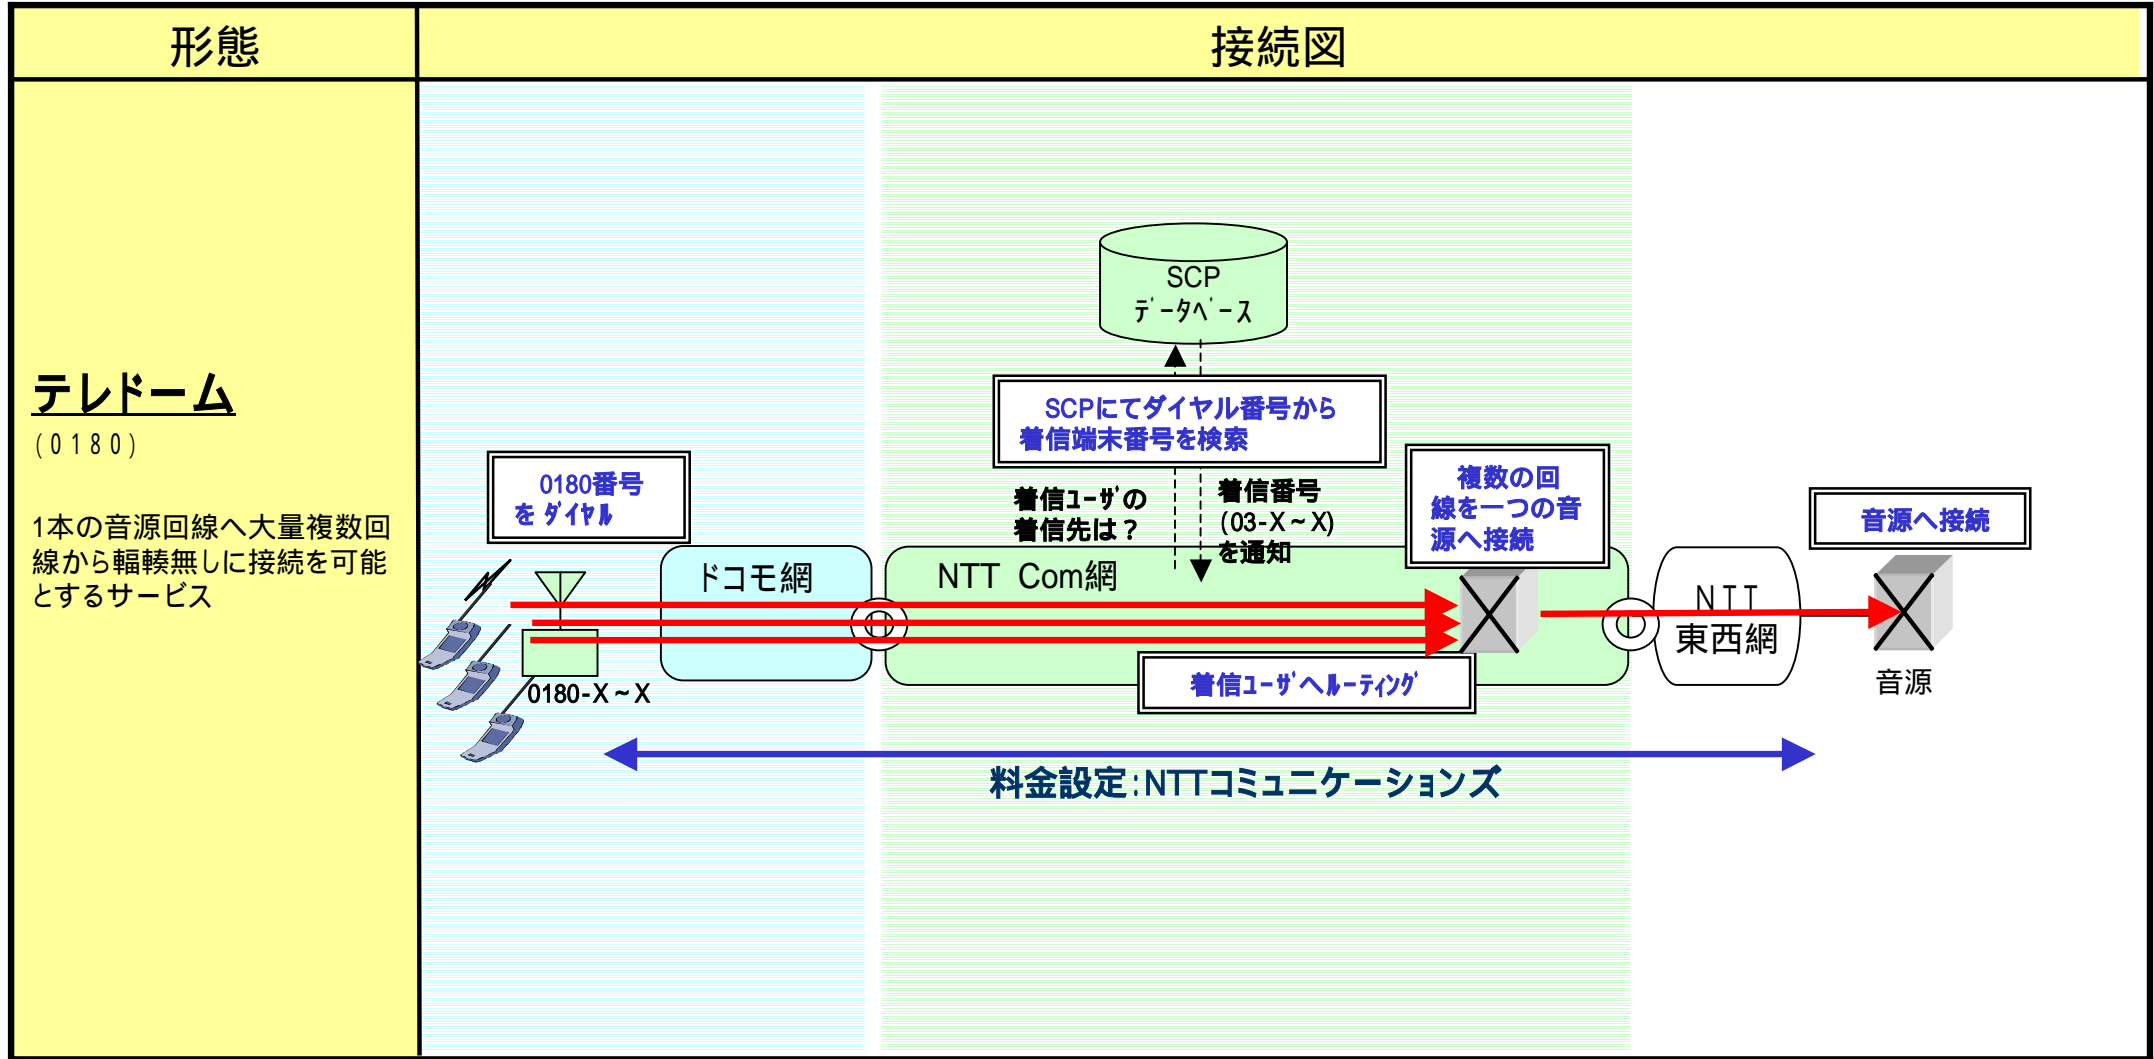 形態
接続図
テレドーム
(0180)
1本の音源回線へ大量複数回
線から輻輳無しに接続を可能
とするサービス
SCP
ﾃﾞｰﾀﾍﾞｰｽ
SCPにてダイヤル番号から
着信端末番号を検索
0180番号
を ﾀﾞｲﾔﾙ
着信ﾕｰｻﾞの
着信先は？
着信番号
(03-X～X)
を通知
複数の回
線を一つの音
源へ接続
音源へ接続
ドコモ網
NTT Com網
NTT
東西網
0180-X～X
着信ﾕｰｻﾞへﾙｰﾃｨﾝｸﾞ
音源
料金設定:NTTコミュニケーションズ